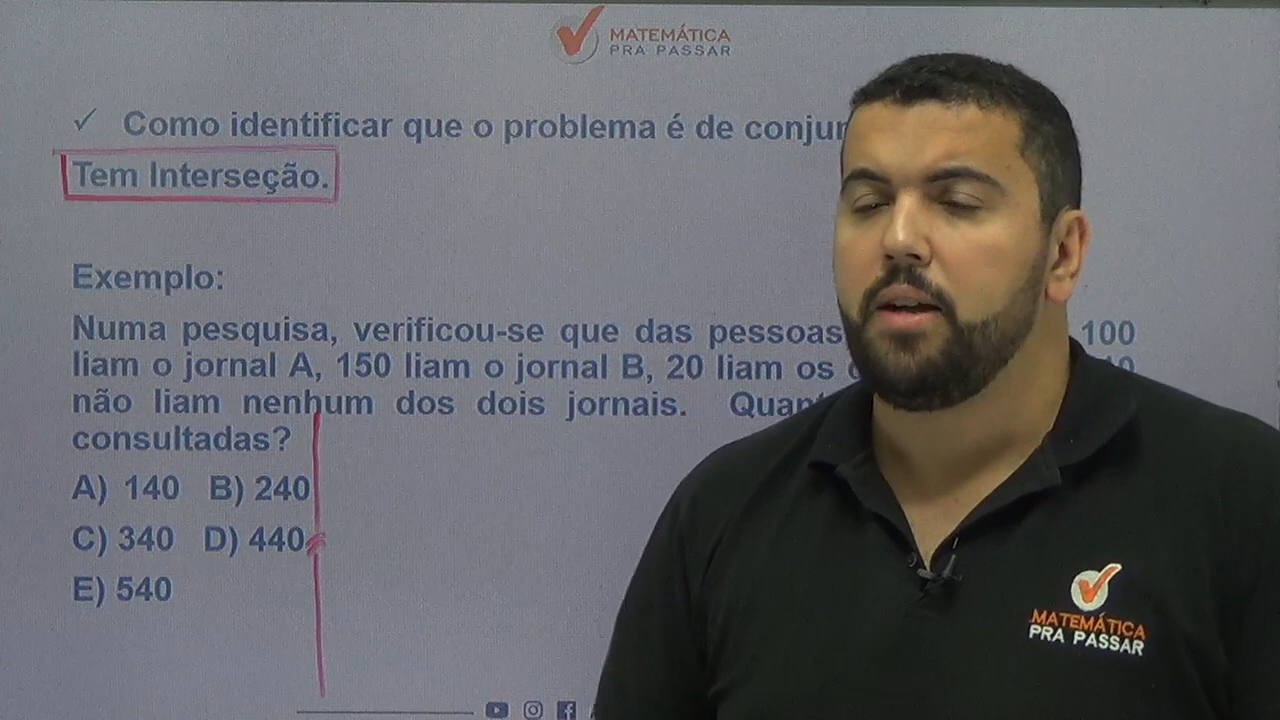 MATEMÁTICA
PRA PASSAR
✓ Como identificar que o problema é de
Tem Interseção.
Exemplo:
Numa pesquisa, verificou-se que das pessoas 100
liam o jornal A, 150 liam o jornal B, 20 liam os
não liam nenhum dos dois jornais.
consultadas?
A) 140 B) 240
C) 340 D) 440
E) 540
MATEMÁTICA
PRA PASSAR